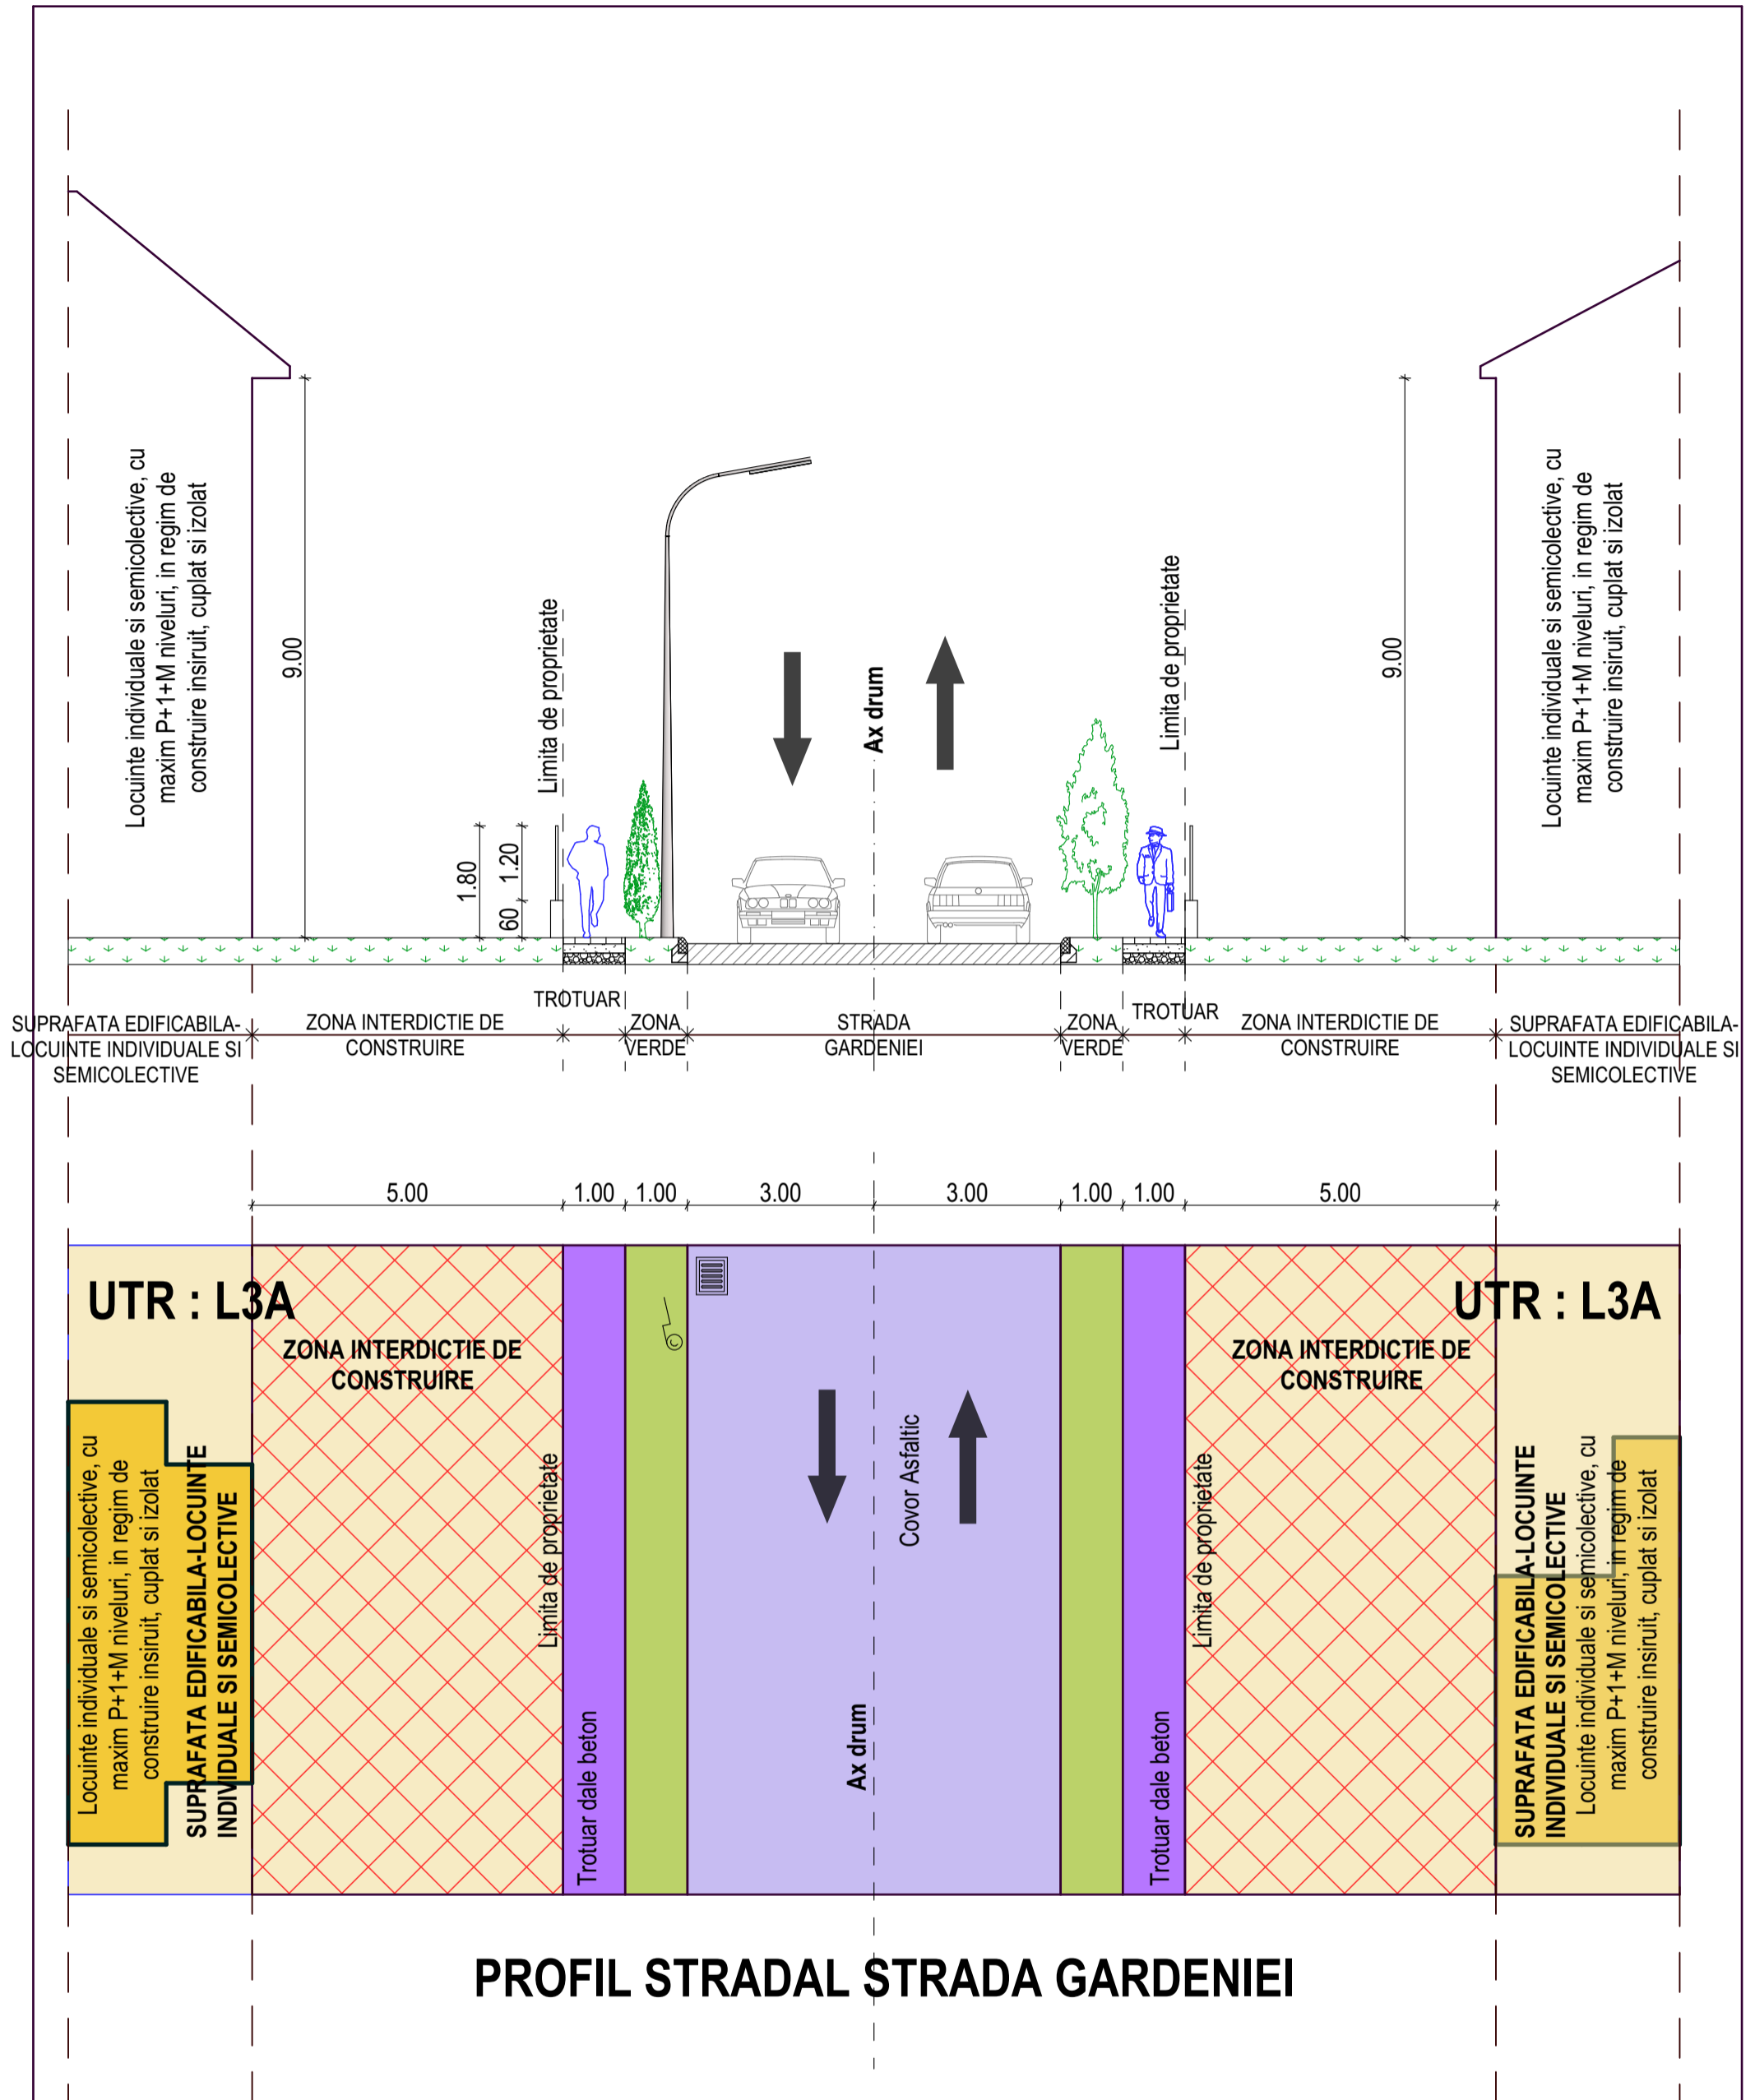 Locuinte individuale si semicolective, cu
maxim P+1+M niveluri, in regim de
construire insiruit, cuplat si izolat
9.00
Limita de proprietate
Ax drum
Limita de proprietate
9.00
Locuinte individuale si semicolective, cu
maxim P+1+M niveluri, in regim de
construire insiruit, cuplat si izolat
1.80
1.20
60
SUPRAFATA EDIFICABILA-
LOCUINTE INDIVIDUALE SI
SEMICOLECTIVE
ZONA INTERDICTIE DE
CONSTRUIRE
TROTUAR
ZONA
VERDE
STRADA
GARDENIEI
ZONA
VERDE
TROTUAR
ZONA INTERDICTIE DE
CONSTRUIRE
SUPRAFATA EDIFICABILA-
LOCUINTE INDIVIDUALE SI
SEMICOLECTIVE
5.00 1.00 1.00 3.00 3.00 1.00 1.00 5.00
UTR : L3A
ZONA INTERDICTIE DE
CONSTRUIRE
Locuinte individuale si semicolective, cu
maxim P+1+M niveluri, in regim de
construire insiruit, cuplat si izolat
SUPRAFATA EDIFICABILA-LOCUINTE
INDIVIDUALE SI SEMICOLECTIVE
Limita de proprietate
Trotuar dale beton
C
Ax drum
Covor Asfaltic
Trotuar dale beton
Limita de proprietate
UTR : L3A
ZONA INTERDICTIE DE
CONSTRUIRE
SUPRAFATA EDIFICABILA-LOCUINTE
INDIVIDUALE SI SEMICOLECTIVE
Locuinte individuale si semicolective, cu
maxim P+1+M niveluri, in regim de
construire insiruit, cuplat si izolat
PROFIL STRADAL STRADA GARDENIEI